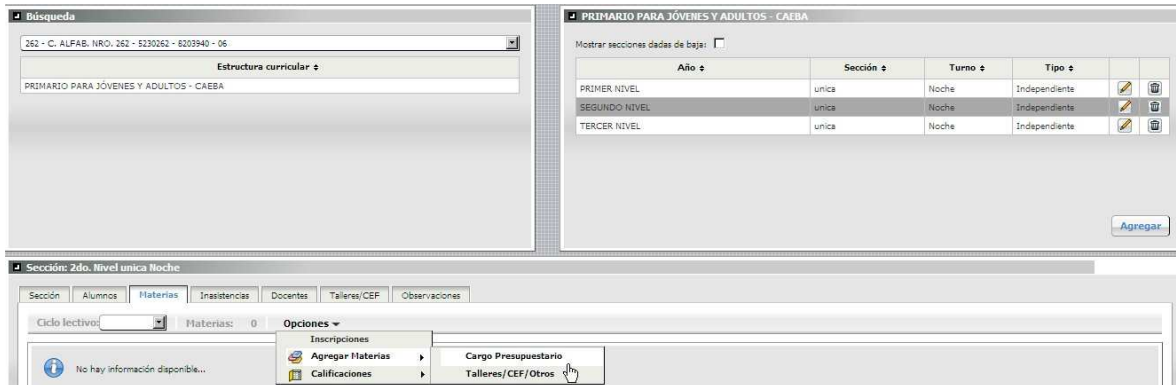 Búsqueda
262 - C. ALFAB. NRO. 262 - 5230262 - 8203940 - 06
Estructura curricular
PRIMARIO PARA JÓVENES Y ADULTOS - CAEBA
PRIMARIO PARA JÓVENES Y ADULTOS - CAEBA
Mostrar secciones dadas de baja:
Año Sección Turno Tipo
PRIMER NIVEL unica Noche Independiente
SEGUNDO NIVEL unica Noche Independiente
TERCER NIVEL unica Noche Independiente
Agregar
Sección: 2do. Nivel unica Noche
Sección Alumnos Materias Inasistencias Docentes Talleres/CEF Observaciones
Ciclo lectivo: Materias: 0 Opciones
Inscripciones
Agregar Materias Cargo Presupuestario
Calificaciones Talleres/CEF/Otros
No hay información disponible...